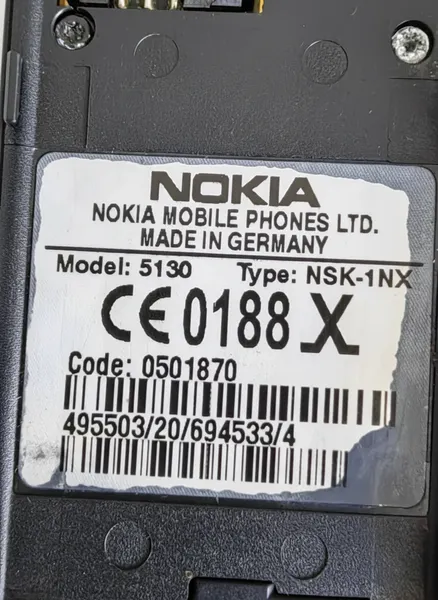 NOKIA
NOKIA MOBILE PHONES LTD.
MADE IN GERMANY
Model: 5130 Type: NSK-1NX
CE 0188 X
Code: 0501870
495503/20/694533/4